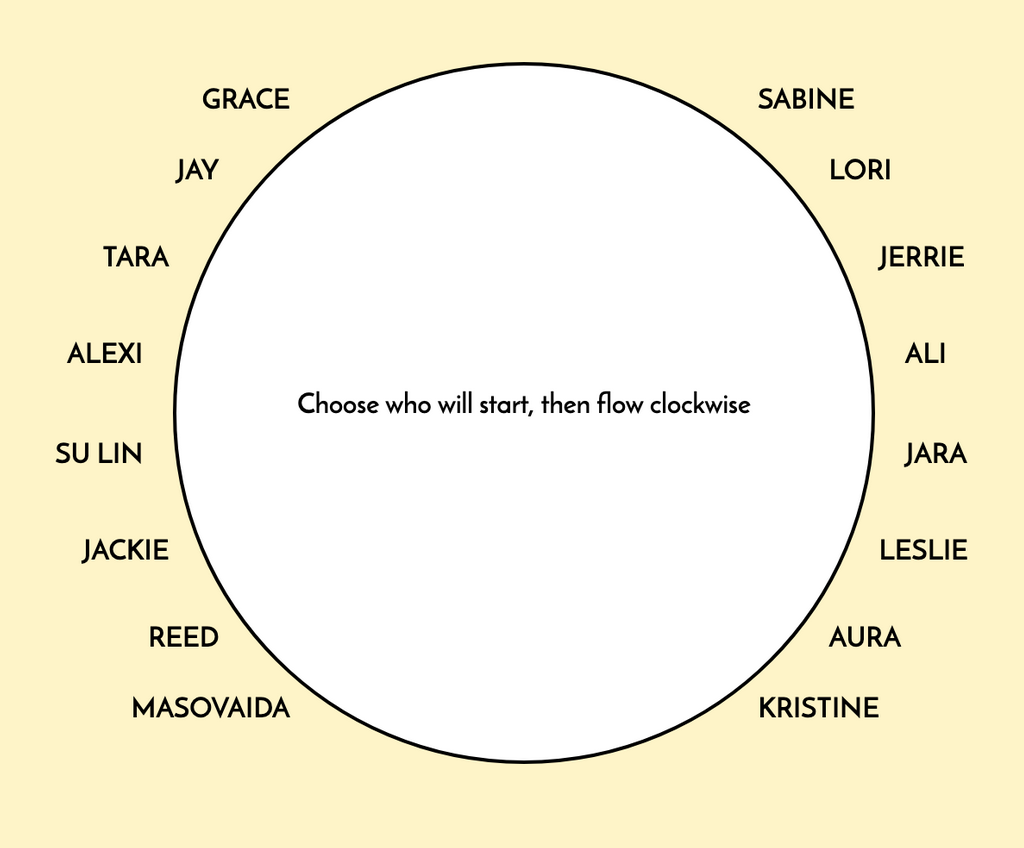 GRACE
SABINE
JAY
LORI
TARA
JERRIE
ALEXI
ALI
Choose who will start, then flow clockwise
SU LIN
JARA
JACKIE
LESLIE
REED
AURA
MASOVAIDA
KRISTINE